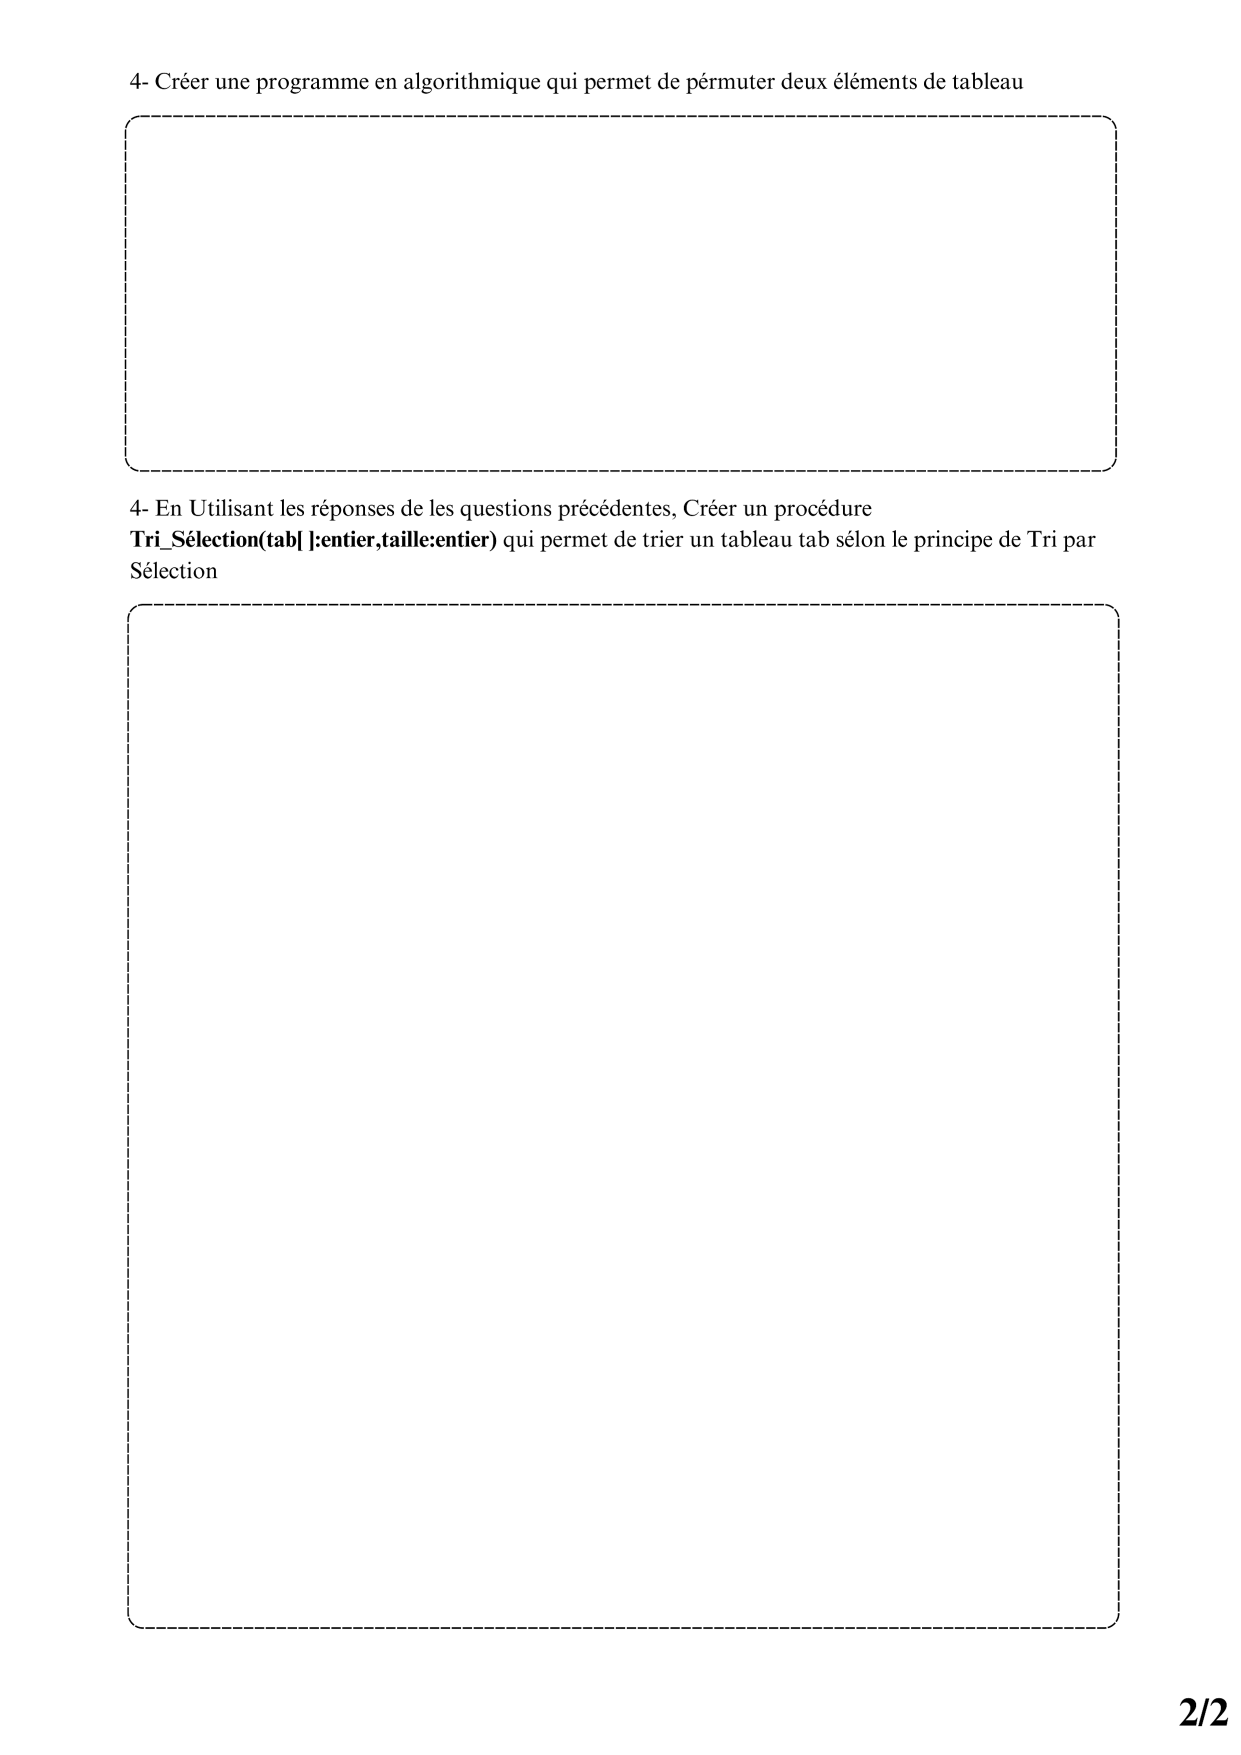 4- Créer une programme en algorithmique qui permet de pérmuter deux éléments de tableau
4- En Utilisant les réponses de les questions précédentes, Créer un procédure
Tri_Sélection(tab[ ]:entier,taille:entier) qui permet de trier un tableau tab sélon le principe de Tri par
Sélection
2/2